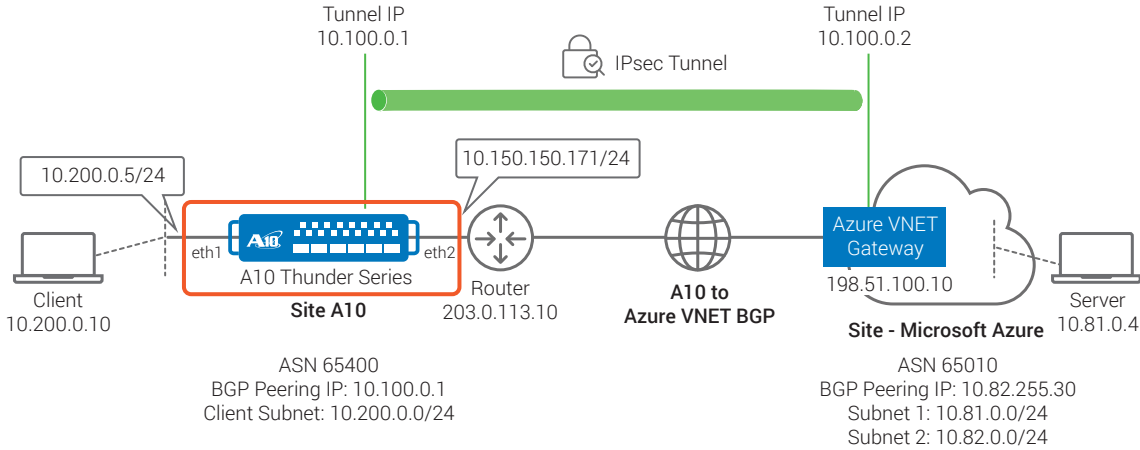 Tunnel IP
10.100.0.1
Tunnel IP
10.100.0.2
IPsec Tunnel
10.200.0.5/24
10.150.150.171/24
eth1
A10
eth2
A10 Thunder Series
Site A10
Client
10.200.0.10
Router
203.0.113.10
A10 to
Azure VNET BGP
Azure VNET
Gateway
198.51.100.10
Site - Microsoft Azure
Server
10.81.0.4
ASN 65400
BGP Peering IP: 10.100.0.1
Client Subnet: 10.200.0.0/24
ASN 65010
BGP Peering IP: 10.82.255.30
Subnet 1: 10.81.0.0/24
Subnet 2: 10.82.0.0/24